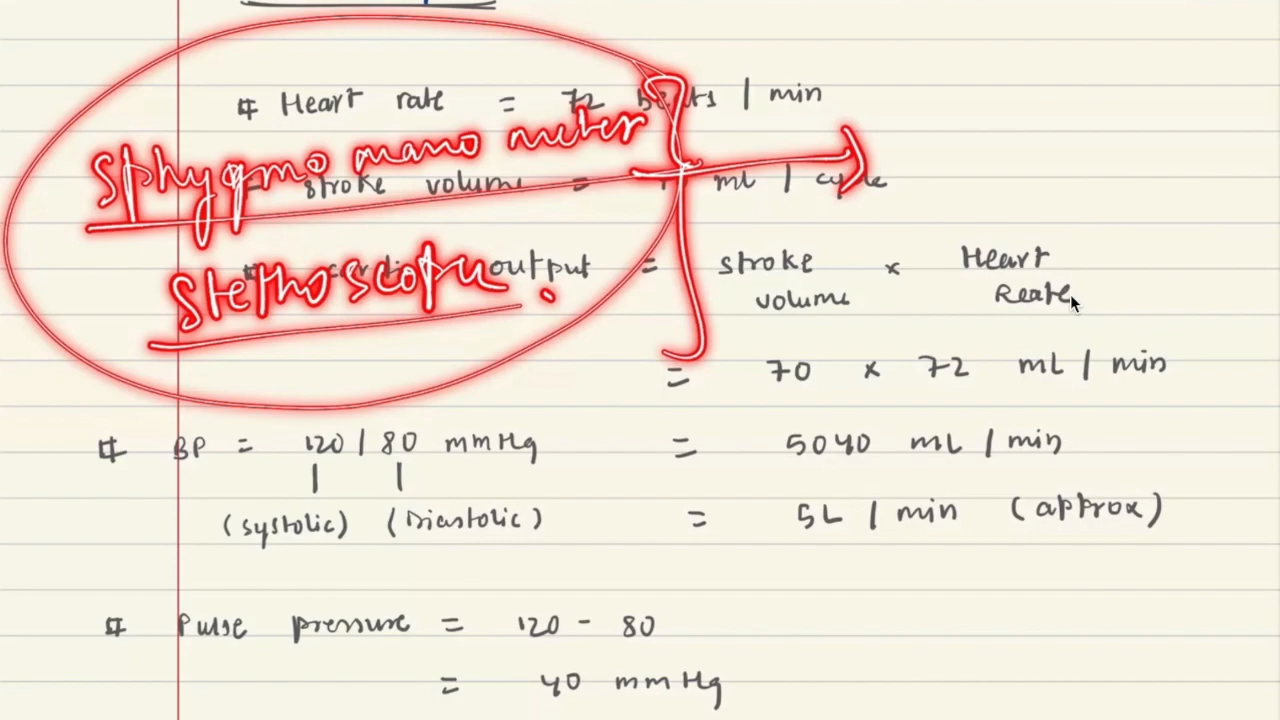 # Heart rate = 72 beats / min
Sphygmo mano meter
stroke volume = ml / cycle
Stethoscope.
output = stroke volume × Heart Reate
= 70 × 72 mL / min
# BP = 120 / 80 mmHg = 5040 mL / min
(systolic) (Diastolic) = 5L / min (approx)
# Pulse pressure = 120 - 80
= 40 mmHg